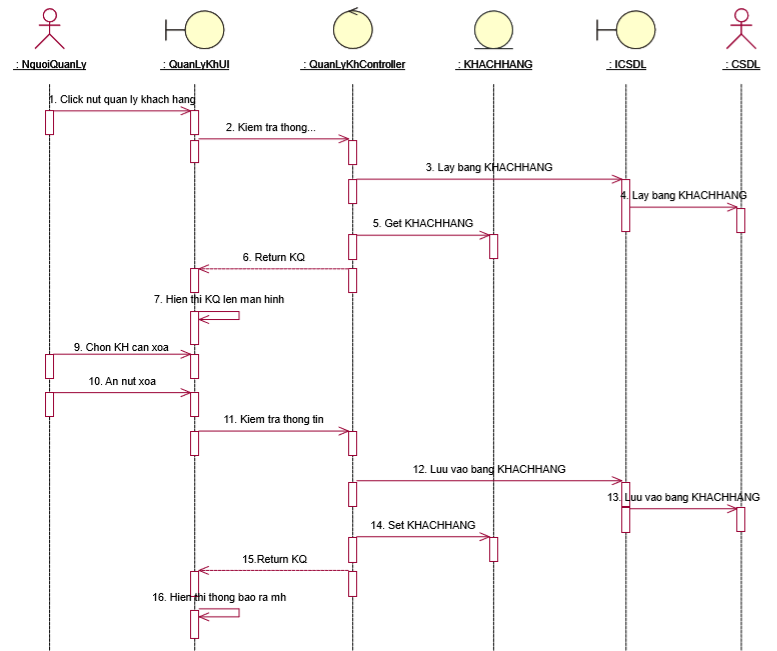 : NguoiQuanLy
: QuanLyKhUI
: QuanLyKhController
: KHACHHANG
: ICSDL
: CSDL
1. Click nut quan ly khach hang
2. Kiem tra thong...
3. Lay bang KHACHHANG
4. Lay bang KHACHHANG
5. Get KHACHHANG
6. Return KQ
7. Hien thi KQ len man hinh
9. Chon KH can xoa
10. An nut xoa
11. Kiem tra thong tin
12. Luu vao bang KHACHHANG
13. Luu vao bang KHACHHANG
14. Set KHACHHANG
15.Return KQ
16. Hien thi thong bao ra mh